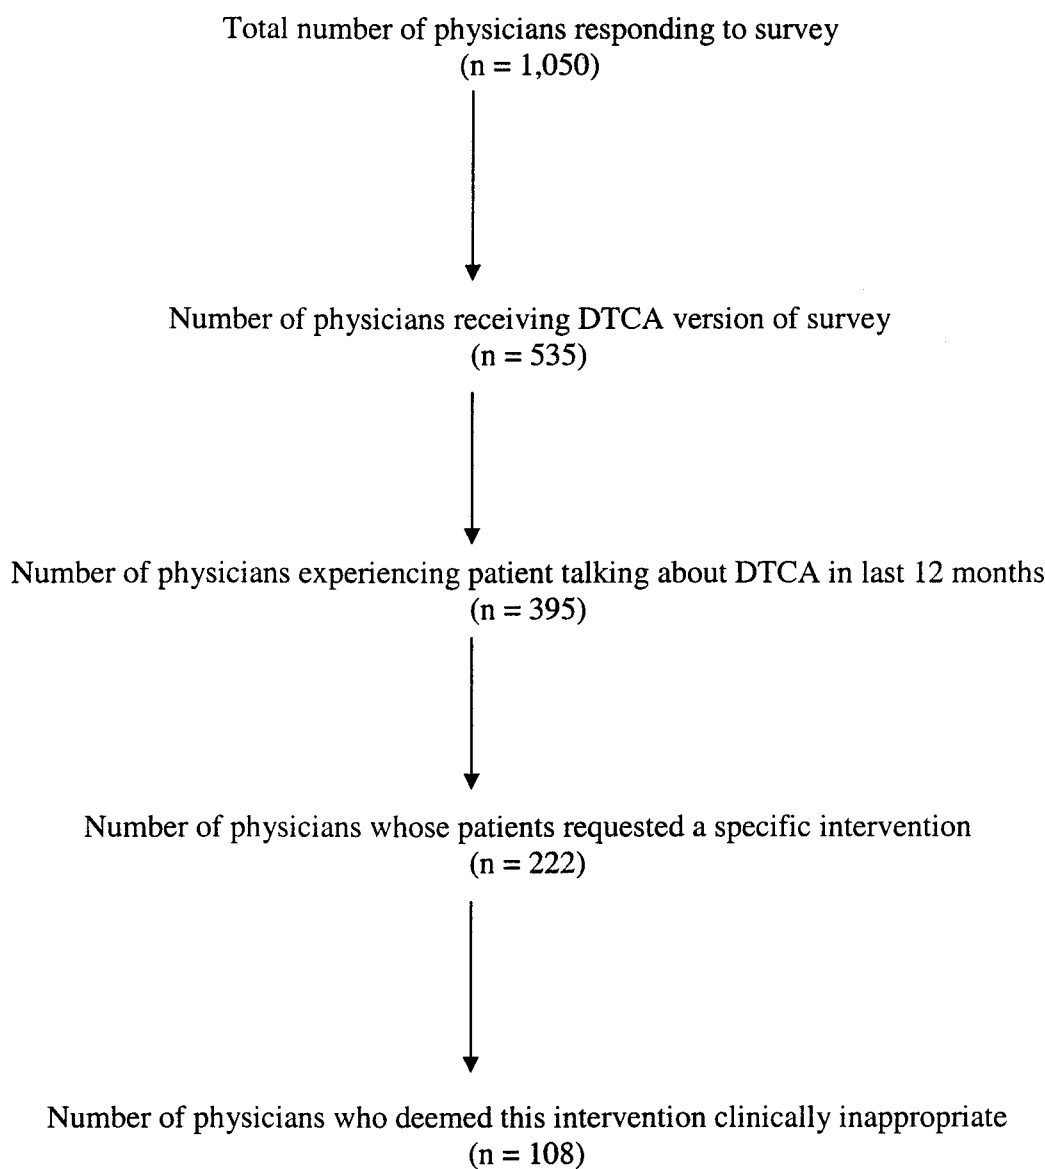 Total number of physicians responding to survey
(n = 1,050)
Number of physicians receiving DTCA version of survey
(n = 535)
Number of physicians experiencing patient talking about DTCA in last 12 months
(n = 395)
Number of physicians whose patients requested a specific intervention
(n = 222)
Number of physicians who deemed this intervention clinically inappropriate
(n = 108)